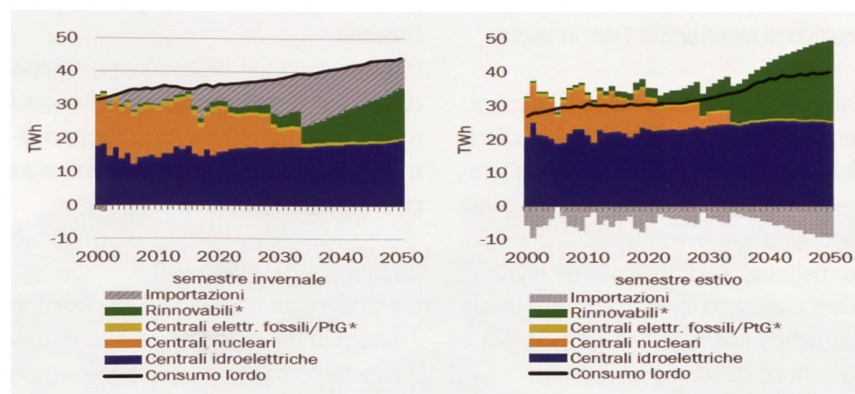 50
40
30
20
10
0
-10
TWh
2000 2010 2020 2030 2040 2050
semestre invernale
Importazioni
Rinnovabili*
Centrali elettr. fossili/PtG*
Centrali nucleari
Centrali idroelettriche
Consumo lordo
50
40
30
20
10
0
-10
TWh
2000 2010 2020 2030 2040 2050
semestre estivo
Importazioni
Rinnovabili*
Centrali elettr. fossili/PtG*
Centrali nucleari
Centrali idroelettriche
Consumo lordo